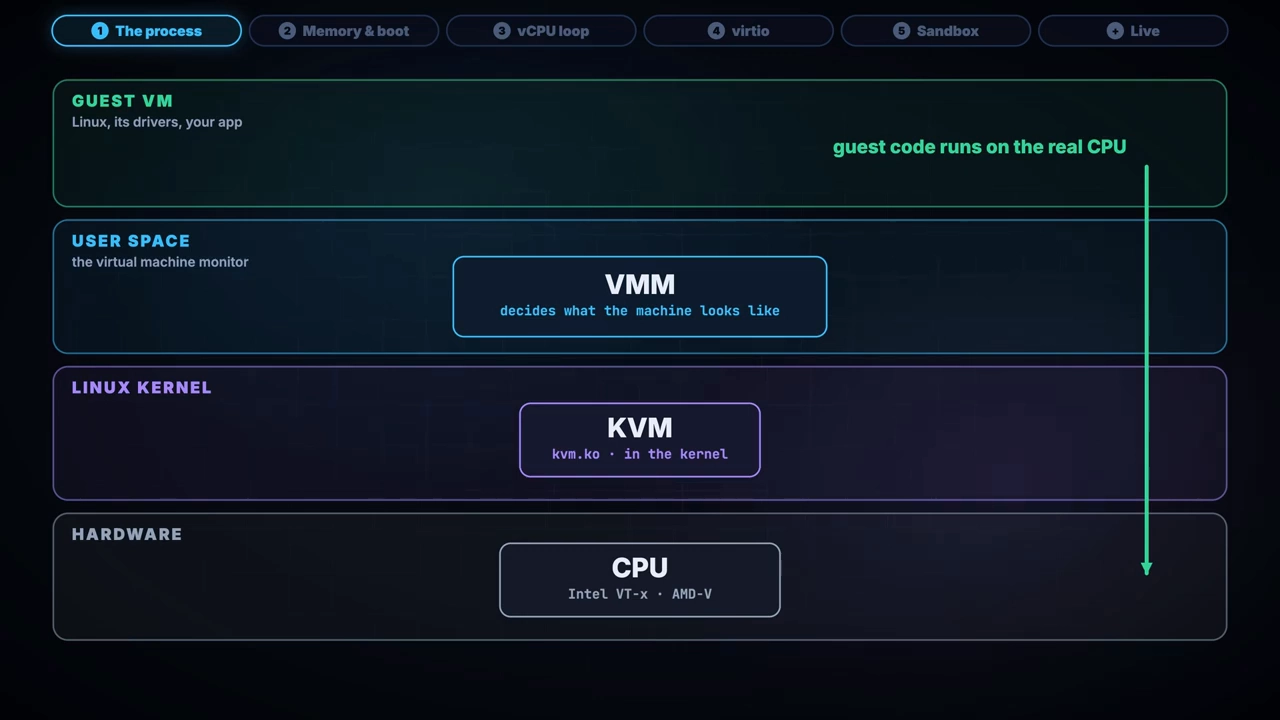 1 The process
2 Memory & boot
3 vCPU loop
4 virtio
5 Sandbox
+ Live
GUEST VM
Linux, its drivers, your app
guest code runs on the real CPU
USER SPACE
the virtual machine monitor
VMM
decides what the machine looks like
LINUX KERNEL
KVM
kvm.ko · in the kernel
HARDWARE
CPU
Intel VT-x · AMD-V